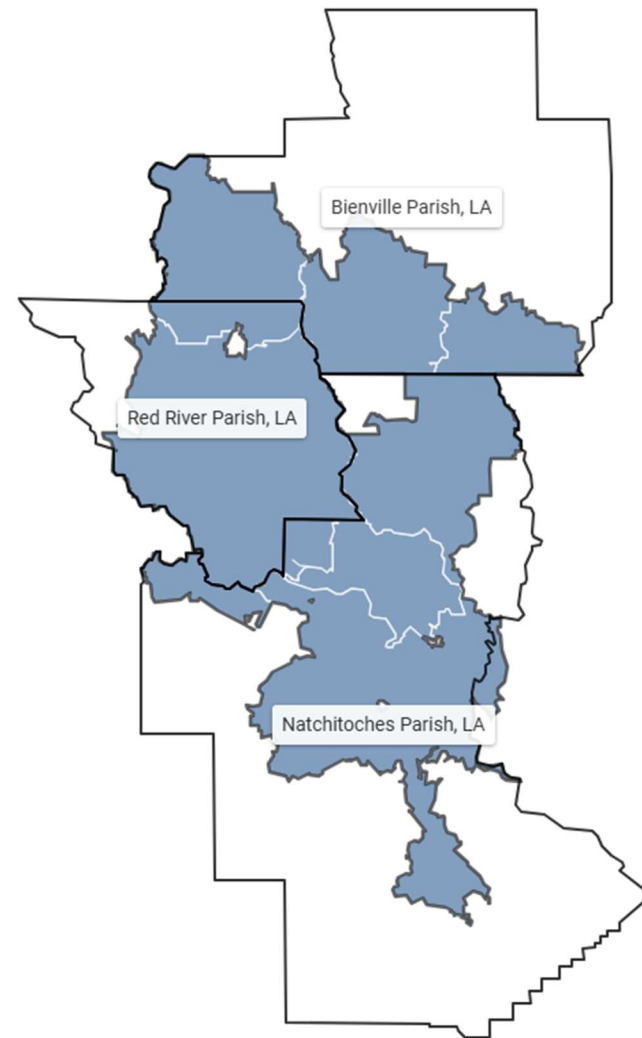 Bienville Parish, LA
Red River Parish, LA
Natchitoches Parish, LA